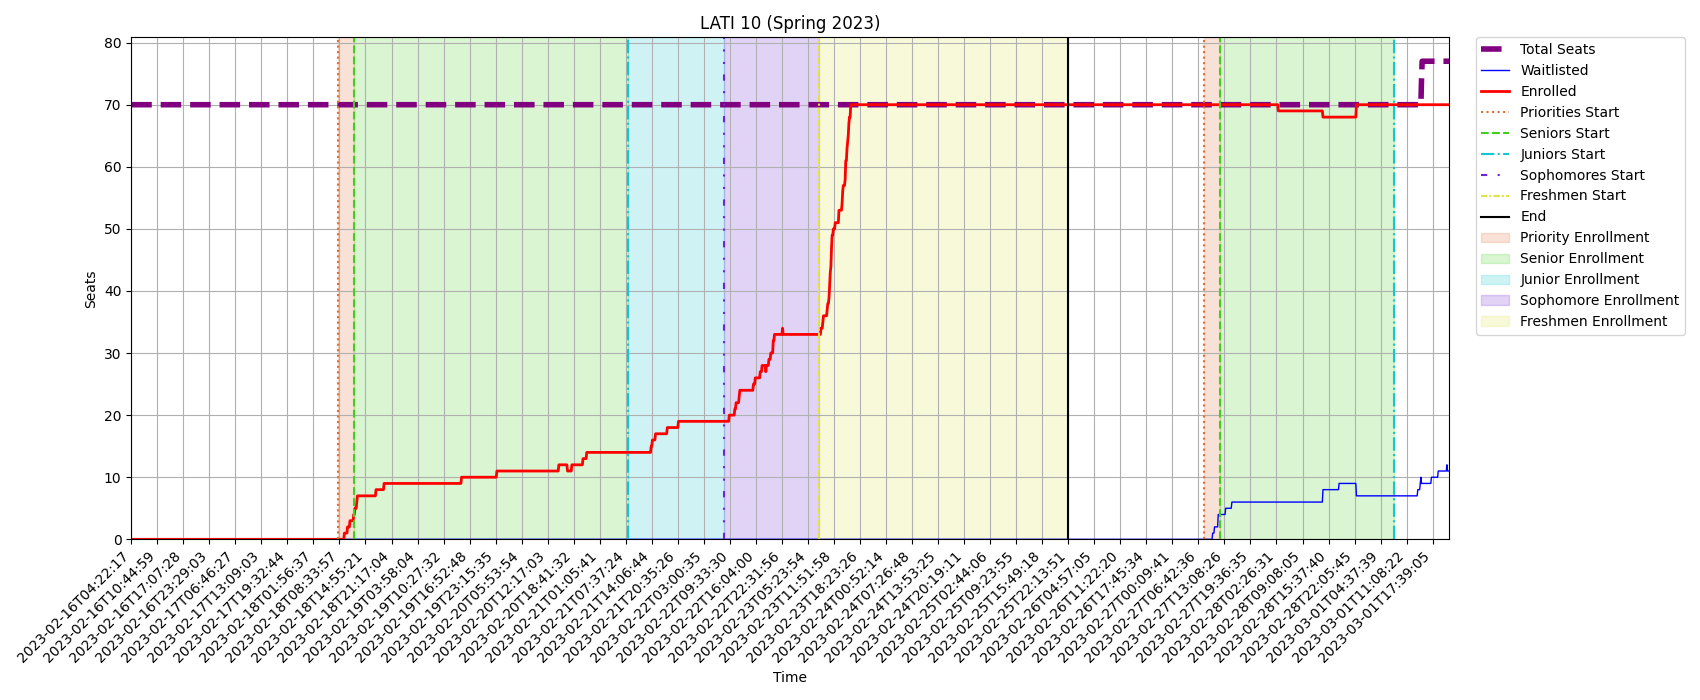 LATI 10 (Spring 2023)
80
70
60
50
40
30
20
10
0
Seats
2023-02-16T04:22:17
2023-02-16T10:44:59
2023-02-16T17:07:28
2023-02-16T23:29:03
2023-02-17T06:46:27
2023-02-17T13:09:03
2023-02-17T19:32:44
2023-02-18T01:56:37
2023-02-18T08:33:57
2023-02-18T14:55:21
2023-02-18T21:17:04
2023-02-19T03:58:04
2023-02-19T10:27:32
2023-02-19T16:52:48
2023-02-19T23:15:35
2023-02-20T05:53:54
2023-02-20T12:17:03
2023-02-20T18:41:32
2023-02-21T01:05:41
2023-02-21T07:37:24
2023-02-21T14:06:44
2023-02-21T20:35:26
2023-02-22T03:00:35
2023-02-22T09:33:30
2023-02-22T16:04:00
2023-02-22T22:31:56
2023-02-23T05:23:54
2023-02-23T11:51:58
2023-02-23T18:23:26
2023-02-24T00:52:14
2023-02-24T07:26:48
2023-02-24T13:53:25
2023-02-24T20:19:11
2023-02-25T02:44:06
2023-02-25T09:23:55
2023-02-25T15:49:18
2023-02-25T22:13:51
2023-02-26T04:57:05
2023-02-26T11:22:20
2023-02-26T17:45:34
2023-02-27T00:09:41
2023-02-27T06:42:36
2023-02-27T13:08:26
2023-02-27T19:36:35
2023-02-28T02:26:31
2023-02-28T09:08:05
2023-02-28T15:37:40
2023-02-28T22:05:45
2023-03-01T04:37:39
2023-03-01T11:08:22
2023-03-01T17:39:05
Time
Total Seats
Waitlisted
Enrolled
Priorities Start
Seniors Start
Juniors Start
Sophomores Start
Freshmen Start
End
Priority Enrollment
Senior Enrollment
Junior Enrollment
Sophomore Enrollment
Freshmen Enrollment